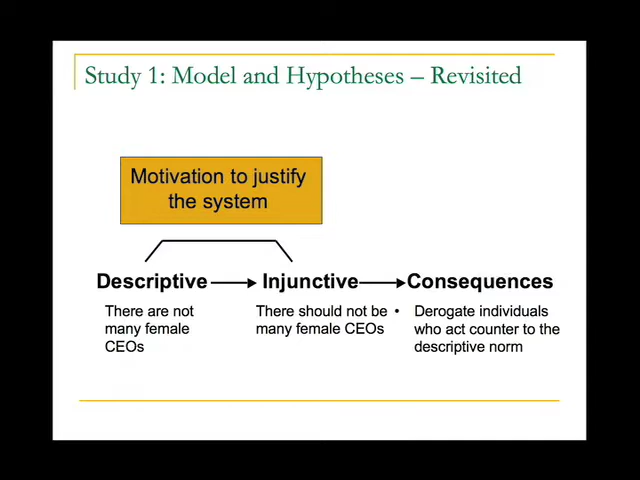 Study 1: Model and Hypotheses – Revisited
Motivation to justify
the system
Descriptive
Injunctive
Consequences
There are not
many female
CEOs
There should not be
many female CEOs
• Derogate individuals
who act counter to the
descriptive norm